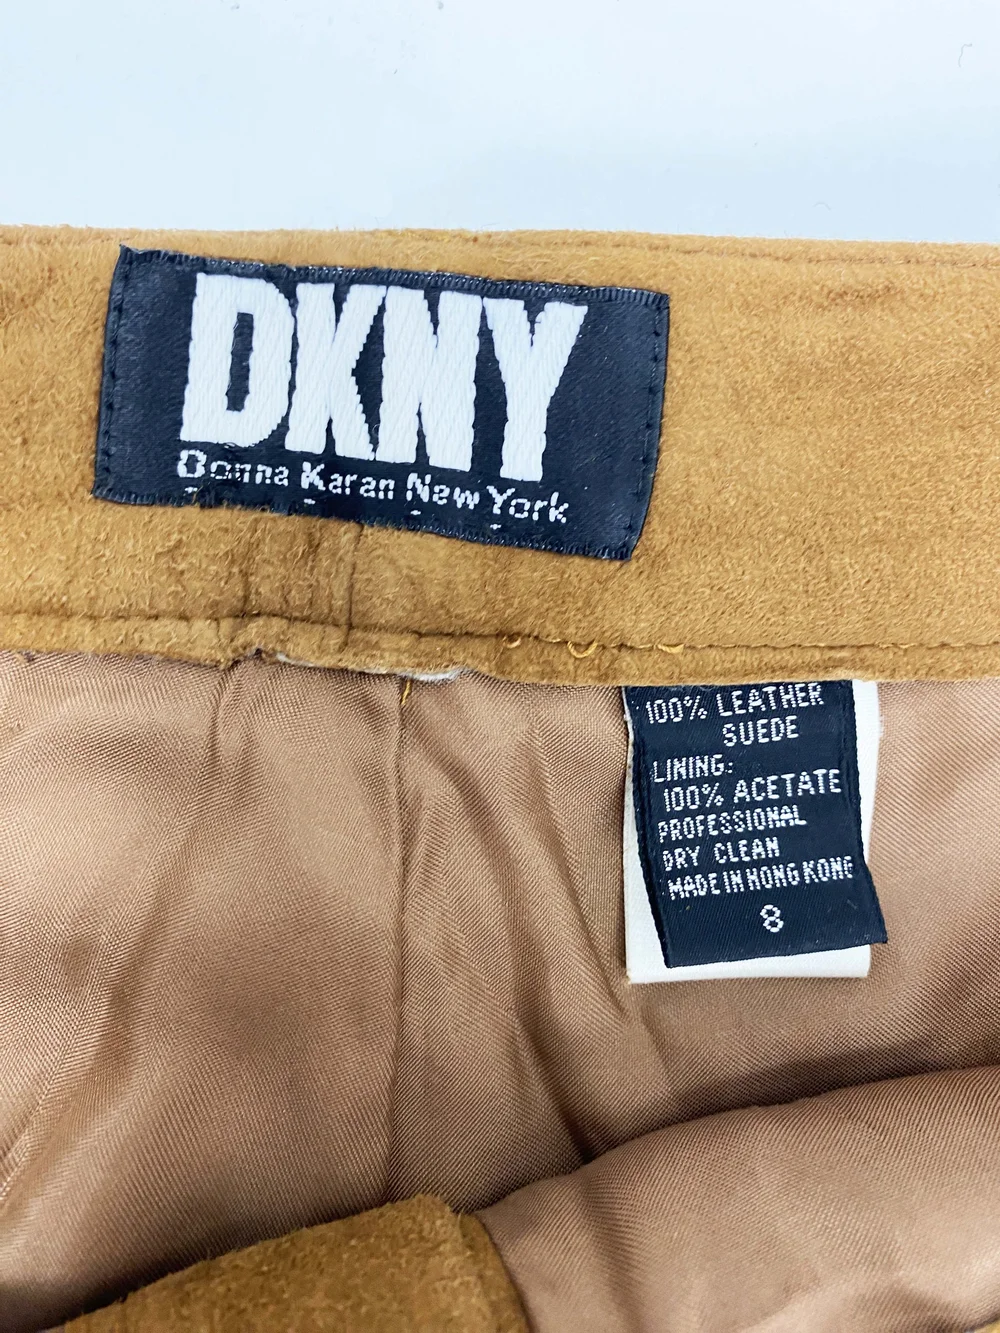 DKNY
Donna Karan New York
100% LEATHER
SUEDE
LINING:
100% ACETATE
PROFESSIONAL
DRY CLEAN
MADE IN HONG KONG
8